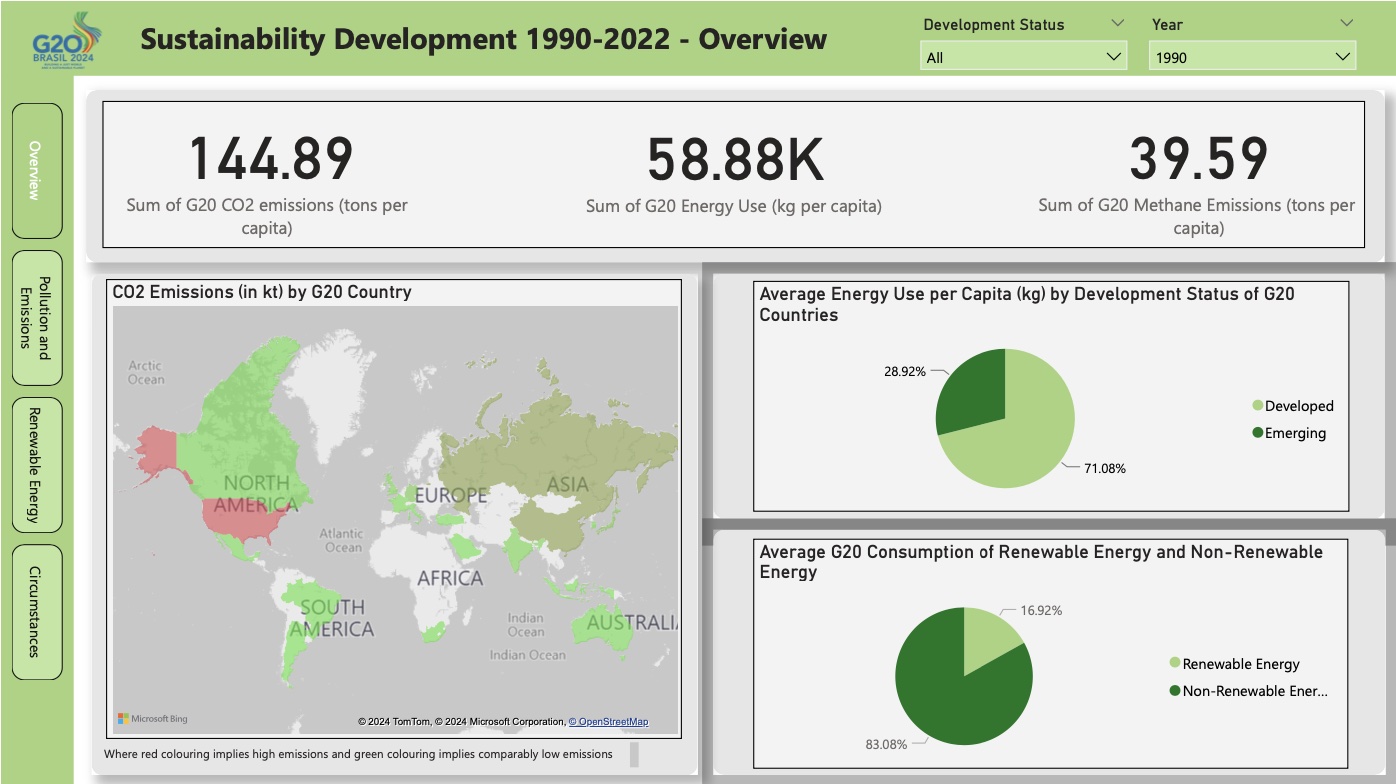 G20
BRASIL 2024
Sustainability Development 1990-2022 - Overview
Development Status
All
Year
1990
Overview
Pollution and
Emissions
Renewable Energy
Circumstances
144.89
Sum of G20 CO2 emissions (tons per
capita)
58.88K
Sum of G20 Energy Use (kg per capita)
39.59
Sum of G20 Methane Emissions (tons per
capita)
CO2 Emissions (in kt) by G20 Country
Arctic
Ocean
NORTH
AMERICA
EUROPE
ASIA
Atlantic
Ocean
AFRICA
SOUTH
AMERICA
Indian
Ocean
AUSTRALI
Indian Ocean
Microsoft Bing
© 2024 TomTom, © 2024 Microsoft Corporation, © OpenStreetMap
Where red colouring implies high emissions and green colouring implies comparably low emissions
Average Energy Use per Capita (kg) by Development Status of G20
Countries
28.92%
71.08%
Developed
Emerging
Average G20 Consumption of Renewable Energy and Non-Renewable
Energy
16.92%
83.08%
Renewable Energy
Non-Renewable Ener...